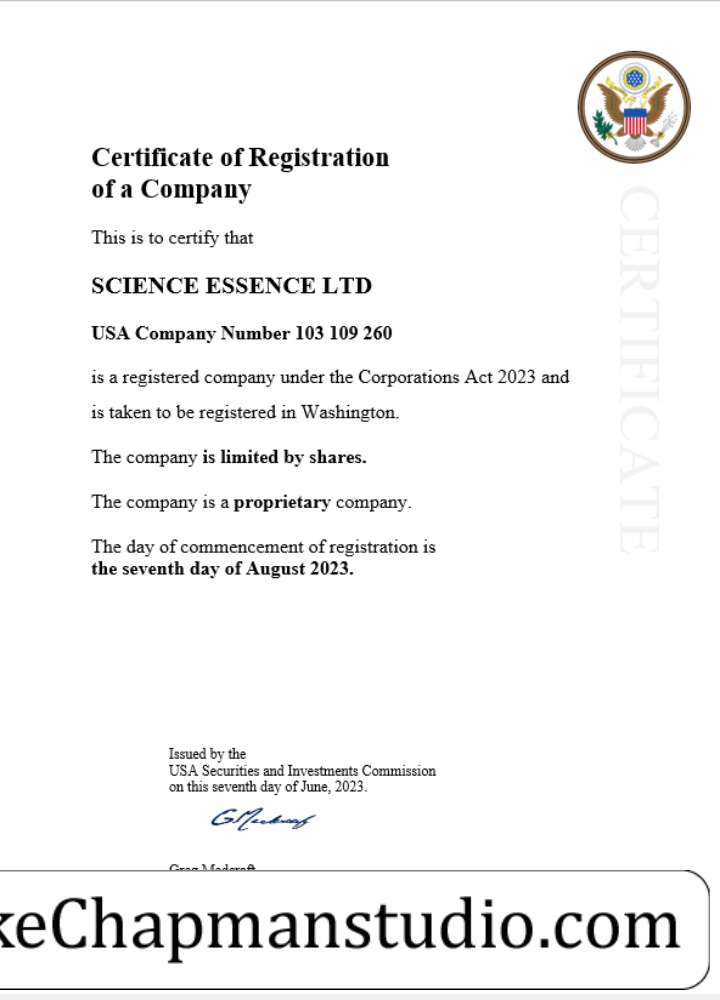 Certificate of Registration
of a Company
This is to certify that
SCIENCE ESSENCE LTD
USA Company Number 103 109 260
is a registered company under the Corporations Act 2023 and
is taken to be registered in Washington.
The company is limited by shares.
The company is a proprietary company.
The day of commencement of registration is
the seventh day of August 2023.
CERTIFICATE
Issued by the
USA Securities and Investments Commission
on this seventh day of June, 2023.
keChapmanstudio.com